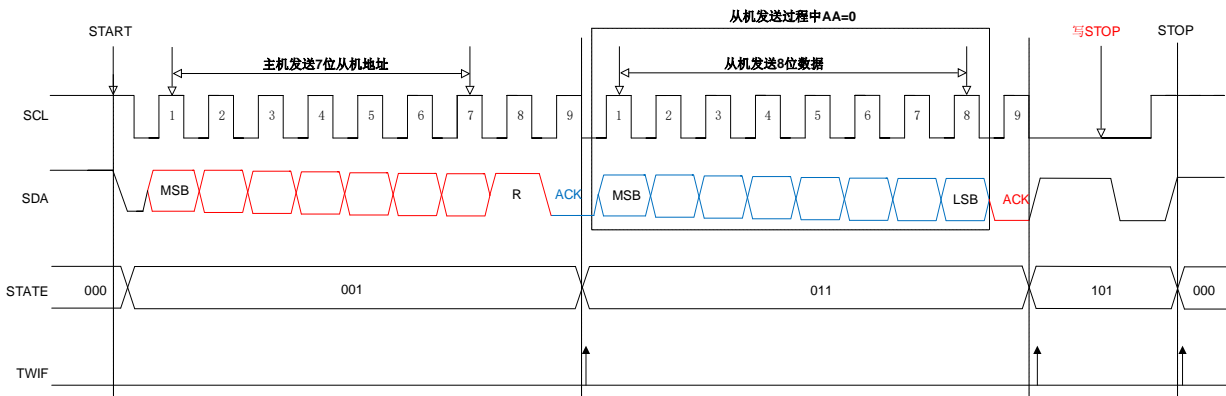 从机发送过程中AA=0
START
写STOP
STOP
主机发送7位从机地址
从机发送8位数据
SCL
1 2 3 4 5 6 7 8 9 1 2 3 4 5 6 7 8 9
SDA
MSB R ACK MSB LSB ACK
STATE
000 001 011 101 000
TWIF